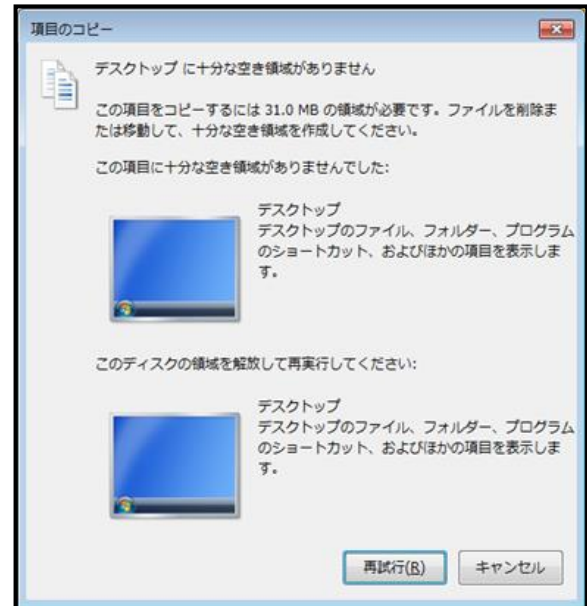 項目のコピー
デスクトップ に十分な空き領域がありません
この項目をコピーするには 31.0 MB の領域が必要です。ファイルを削除ま
たは移動して、十分な空き領域を作成してください。
この項目に十分な空き領域がありませんでした:
デスクトップ
デスクトップのファイル、フォルダー、プログラム
のショートカット、およびほかの項目を表示しま
す。
このディスクの領域を解放して再実行してください:
デスクトップ
デスクトップのファイル、フォルダー、プログラム
のショートカット、およびほかの項目を表示しま
す。
再試行(R) キャンセル